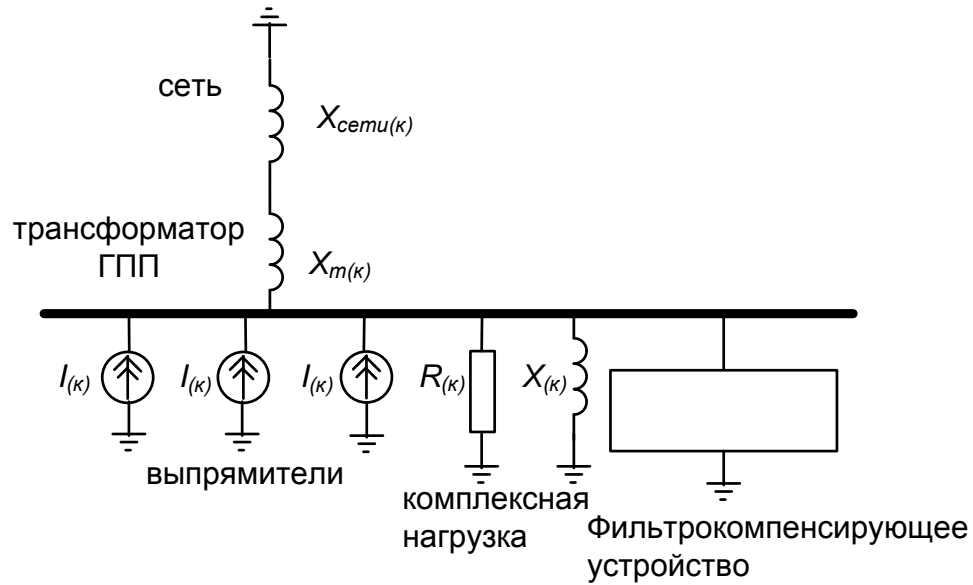 сеть
Xсети(к)
трансформатор
ГПП
Xт(к)
I(к) I(к) I(к) R(к) X(к)
выпрямители
комплексная
нагрузка
Фильтрокомпенсирующее
устройство